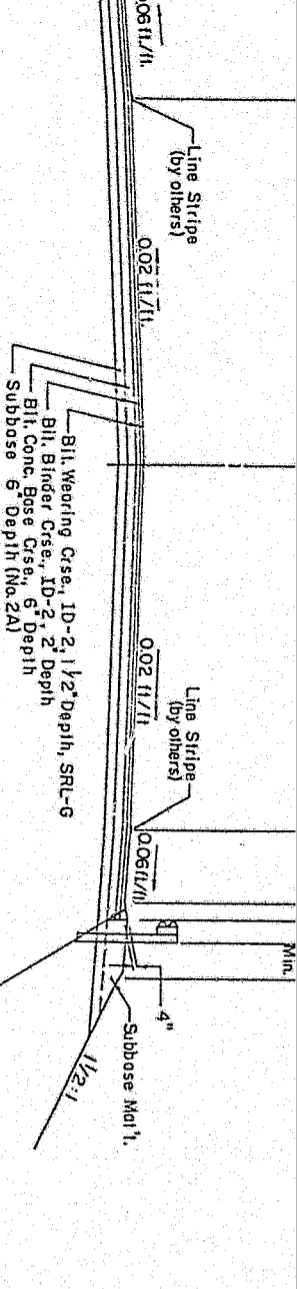 .06 ft./ft.
Line Stripe
(by others)
0.02 ft/ft.
Bit. Wearing Crse., ID-2, 1 1/2" Depth, SRL-G
Bit. Binder Crse., ID-2, 2" Depth
Bit. Conc. Base Crse., 6" Depth
Subbase 6" Depth (No. 2A)
0.02 ft/ft
Line Stripe
(by others)
0.06 ft/ft
Min.
4"
Subbase Mat'l.
1 1/2:1